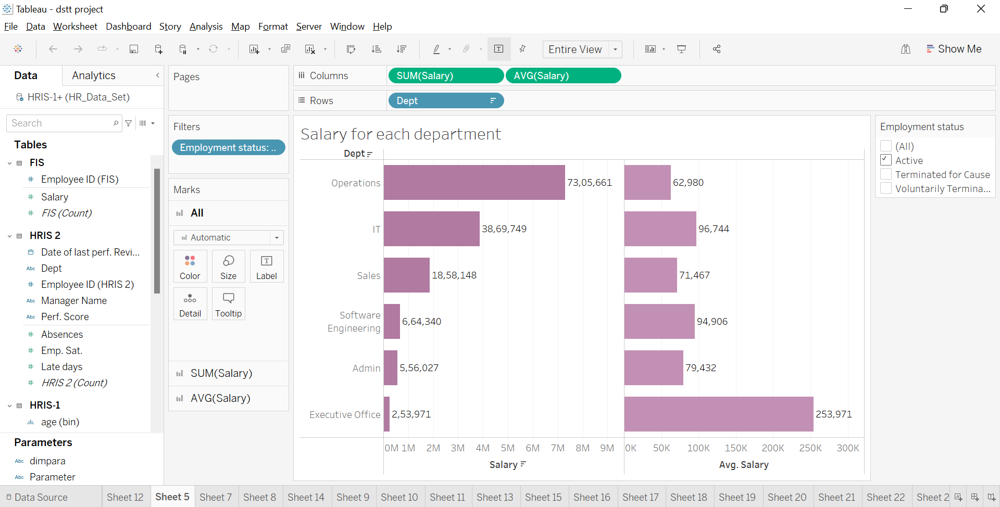 Tableau - dstt project
File Data Worksheet Dashboard Story Analysis Map Format Server Window Help
Entire View
Show Me
Data Analytics
HRIS-1+ (HR_Data_Set)
Search
Tables
FIS
Employee ID (FIS)
Salary
FIS (Count)
HRIS 2
Date of last perf. Revi...
Abc Dept
Employee ID (HRIS 2)
Abc Manager Name
Abc Perf. Score
Absences
Emp. Sat.
Late days
HRIS 2 (Count)
HRIS-1
age (bin)
Parameters
Abc dimpara
Abc Parameter
Pages
Filters
Employment status: ..
Marks
All
Automatic
Color Size Label
Detail Tooltip
SUM(Salary)
AVG(Salary)
Columns SUM(Salary) AVG(Salary)
Rows Dept
Salary for each department
Dept
Operations 73,05,661 62,980
IT 38,69,749 96,744
Sales 18,58,148 71,467
Software
Engineering 6,64,340 94,906
Admin 5,56,027 79,432
Executive Office 2,53,971 253,971
0M 1M 2M 3M 4M 5M 6M 7M 8M 9M 0K 50K 100K 150K 200K 250K 300K
Salary Avg. Salary
Employment status
(All)
Active
Terminated for Cause
Voluntarily Termina...
Data Source Sheet 12 Sheet 5 Sheet 7 Sheet 8 Sheet 14 Sheet 9 Sheet 10 Sheet 11 Sheet 13 Sheet 15 Sheet 16 Sheet 17 Sheet 18 Sheet 19 Sheet 20 Sheet 21 Sheet 22 Sheet 2